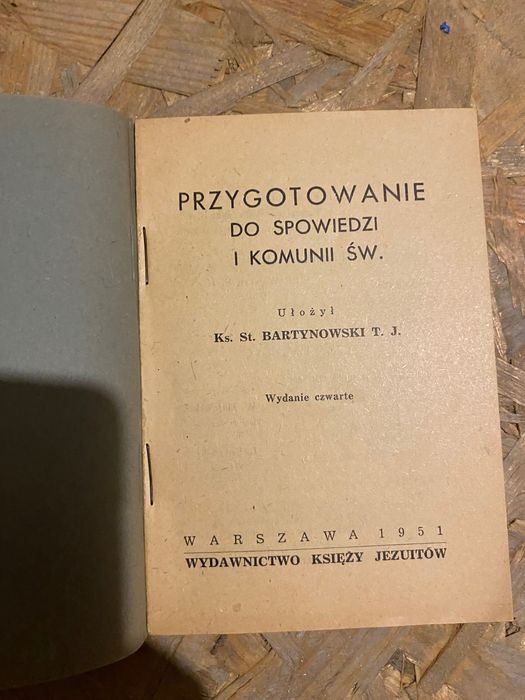 PRZYGOTOWANIE
DO SPOWIEDZI
I KOMUNII ŚW.
Ułożył
Ks. St. BARTYNOWSKI T. J.
Wydanie czwarte
WARSZAWA 1951
WYDAWNICTWO KSIĘŻY JEZUITÓW